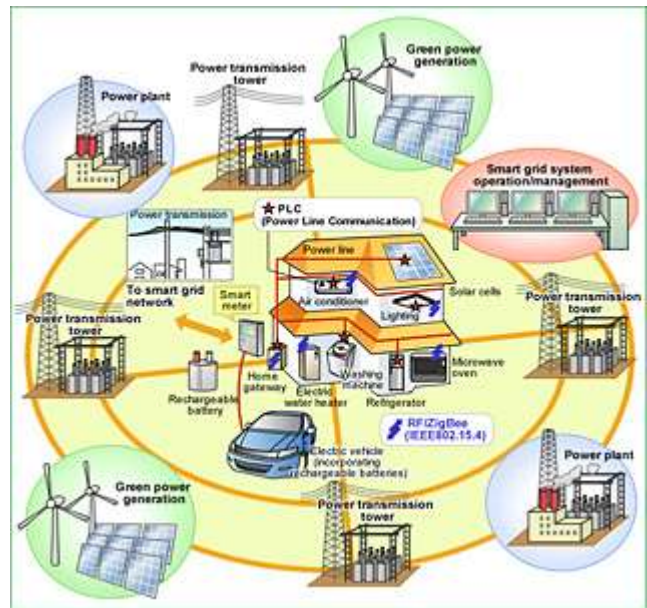 Green power
generation
Power transmission
tower
Power plant
Smart grid system
operation/management
PLC
(Power Line Communication)
Power transmission
Power line
To smart grid
network
Smart
meter
Air conditioner
Solar cells
Lighting
Power transmission
tower
Power transmission
tower
Rechargeable
battery
Home
gateway
Electric
water heater
Washing
machine
Refrigerator
Microwave
oven
RF/ZigBee
(IEEE802.15.4)
Electric vehicle
(incorporating
rechargeable batteries)
Green power
generation
Power transmission
tower
Power plant